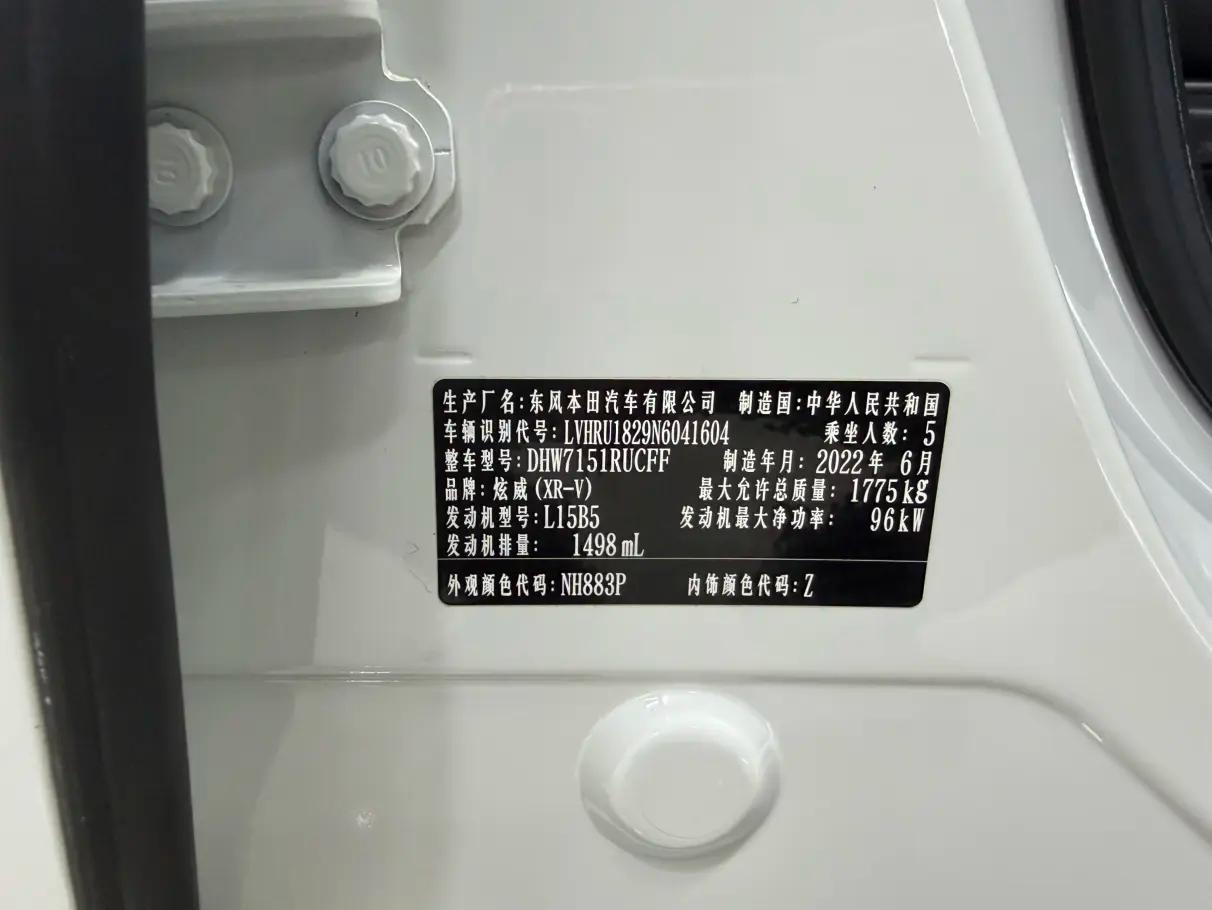 10
生产厂名:东风本田汽车有限公司 制造国:中华人民共和国
车辆识别代号:LVHRU1829N6041604 乘坐人数: 5
整车型号:DHW7151RUCFF 制造年月: 2022年 6月
品牌: 炫威(XR-V) 最大允许总质量: 1775kg
发动机型号:L15B5 发动机最大净功率: 96kW
发动机排量: 1498mL
外观颜色代码:NH883P 内饰颜色代码:Z